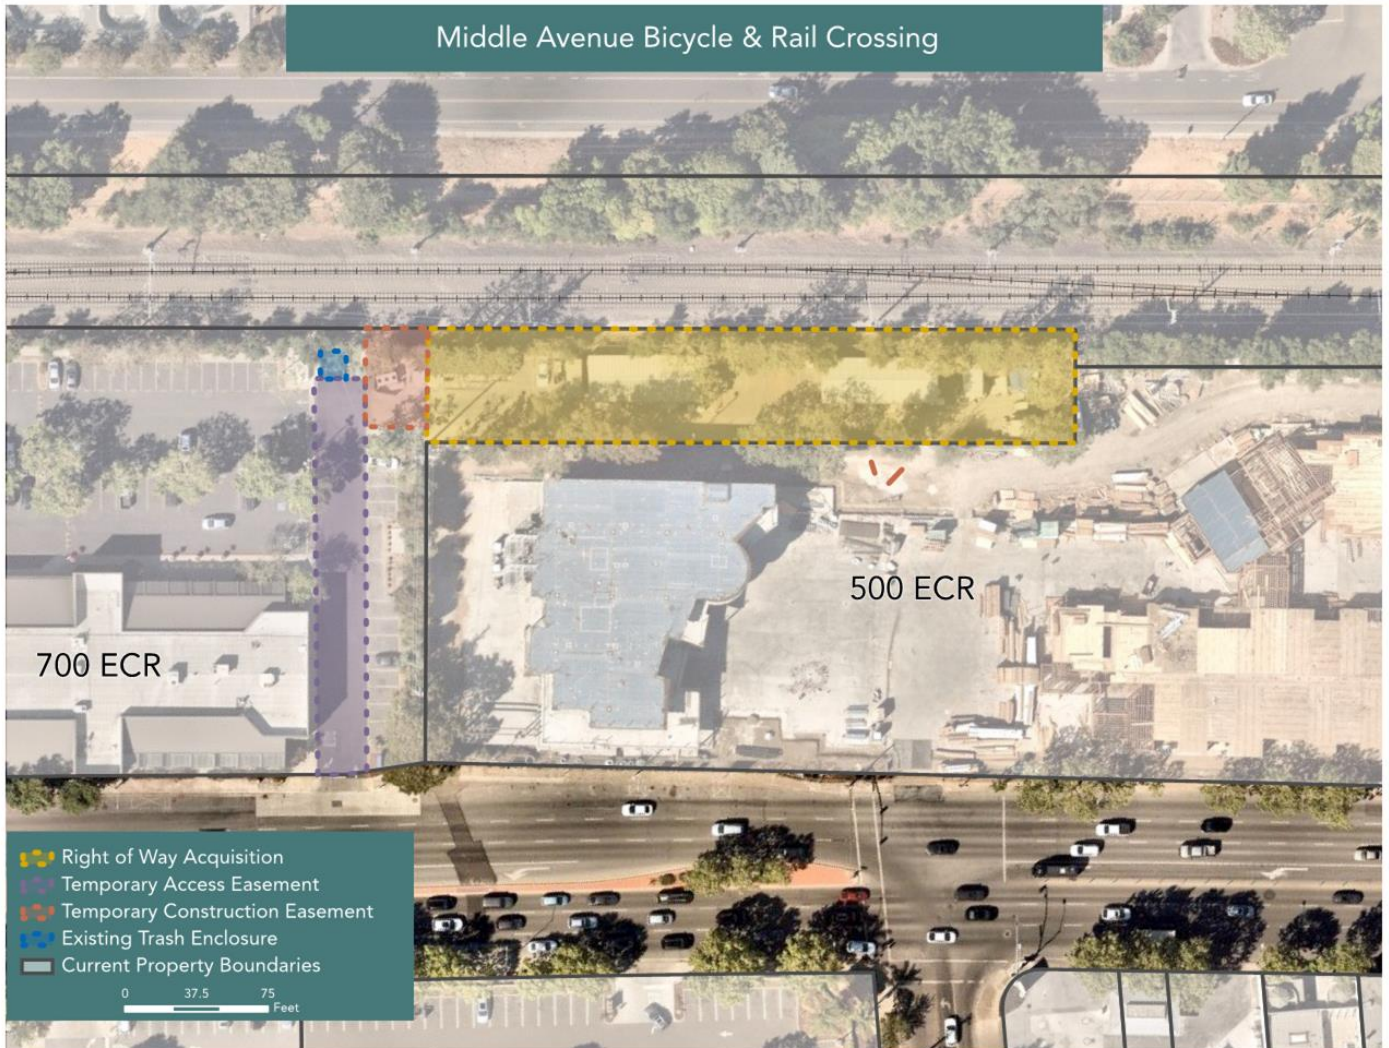 Middle Avenue Bicycle & Rail Crossing
500 ECR
700 ECR
Right of Way Acquisition
Temporary Access Easement
Temporary Construction Easement
Existing Trash Enclosure
Current Property Boundaries
0 37.5 75
Feet